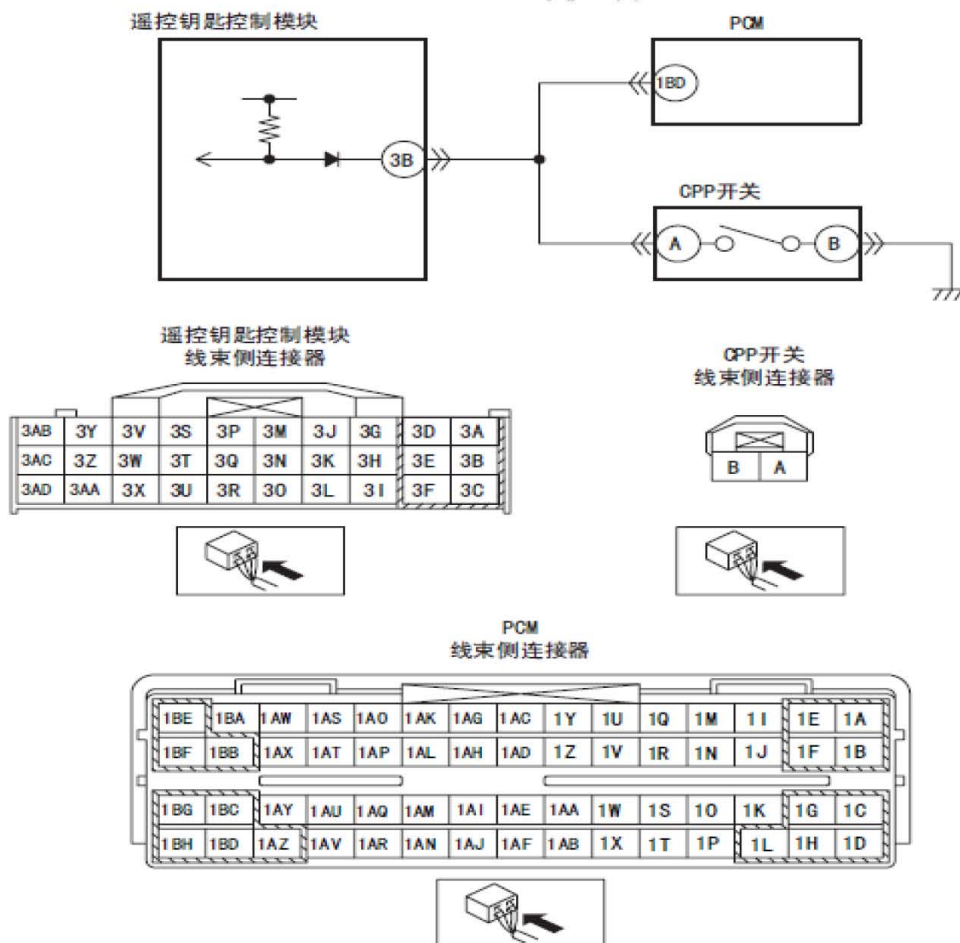 遥控钥匙控制模块
PCM
1BD
3B
CPP开关
A
B
遥控钥匙控制模块
线束侧连接器
CPP开关
线束侧连接器
3AB 3Y 3V 3S 3P 3M 3J 3G 3D 3A
3AC 3Z 3W 3T 3Q 3N 3K 3H 3E 3B
3AD 3AA 3X 3U 3R 3O 3L 3I 3F 3C
B A
PCM
线束侧连接器
1BE 1BA 1AW 1AS 1AO 1AK 1AG 1AC 1Y 1U 1Q 1M 1I 1E 1A
1BF 1BB 1AX 1AT 1AP 1AL 1AH 1AD 1Z 1V 1R 1N 1J 1F 1B
1BG 1BC 1AY 1AU 1AQ 1AM 1AI 1AE 1AA 1W 1S 1O 1K 1G 1C
1BH 1BD 1AZ 1AV 1AR 1AN 1AJ 1AF 1AB 1X 1T 1P 1L 1H 1D